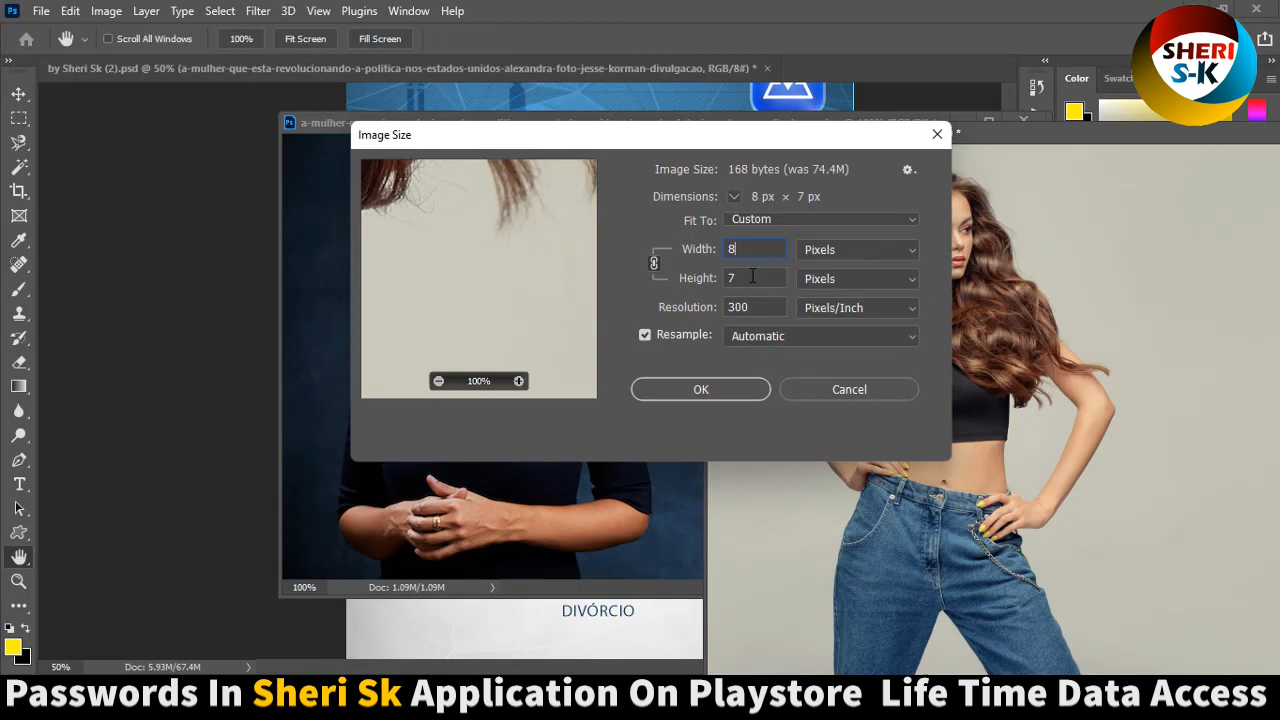 Ps File Edit Image Layer Type Select Filter 3D View Plugins Window Help
Scroll All Windows 100% Fit Screen Fill Screen
by Sheri Sk (2).psd @ 50% (a-mulher-que-esta-revolucionando-a-politica-nos-estados
exandra-foto-jesse-korman-divulgacao, RGB/8#) *
Color
SHERI
S-K
Ps
Image Size
Image Size: 168 bytes (was 74.4M)
Dimensions: 8 px × 7 px
Fit To: Custom
Width: 8 Pixels
Height: 7 Pixels
Resolution: 300 Pixels/Inch
Resample: Automatic
100%
OK Cancel
100% Doc: 1.09M/1.09M
DIVÓRCIO
50% Doc: 5.93M/67.4M
Passwords In Sheri Sk Application On Playstore Life Time Data Access